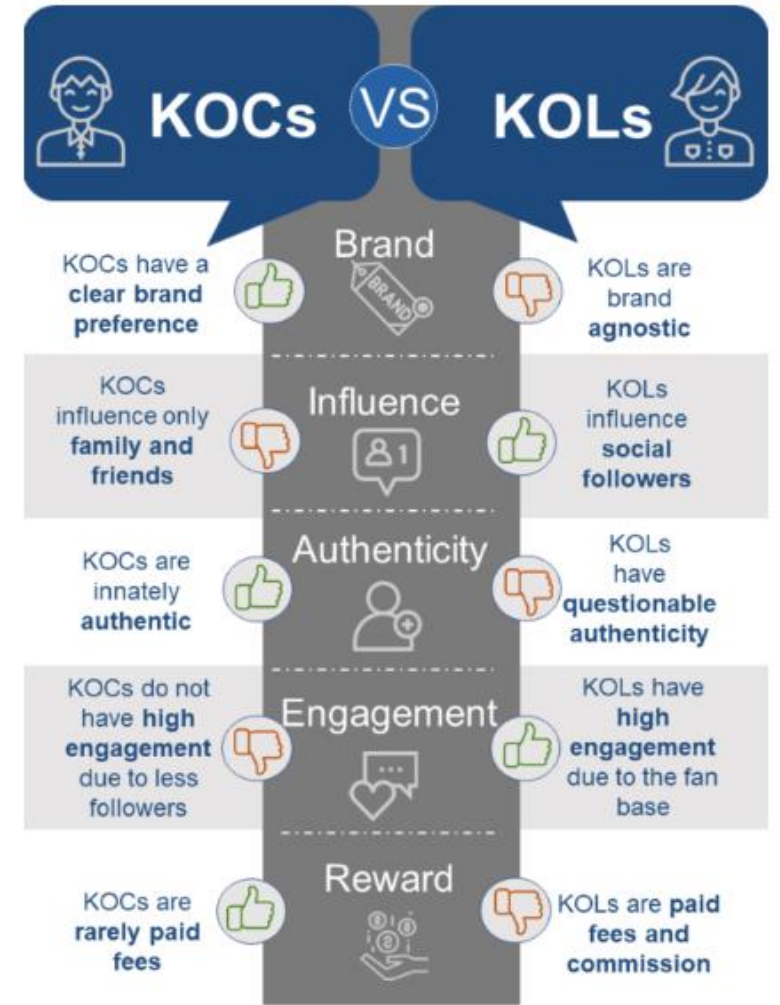 KOCs VS KOLs
Brand
KOCs have a
clear brand
preference
BRAND
KOLs are
brand
agnostic
Influence
KOCs
influence only
family and
friends
1
KOLs
influence
social
followers
Authenticity
KOCs are
innately
authentic
KOLs
have
questionable
authenticity
Engagement
KOCs do not
have high
engagement
due to less
followers
KOLs have
high
engagement
due to the fan
base
Reward
KOCs are
rarely paid
fees
KOLs are paid
fees and
commission